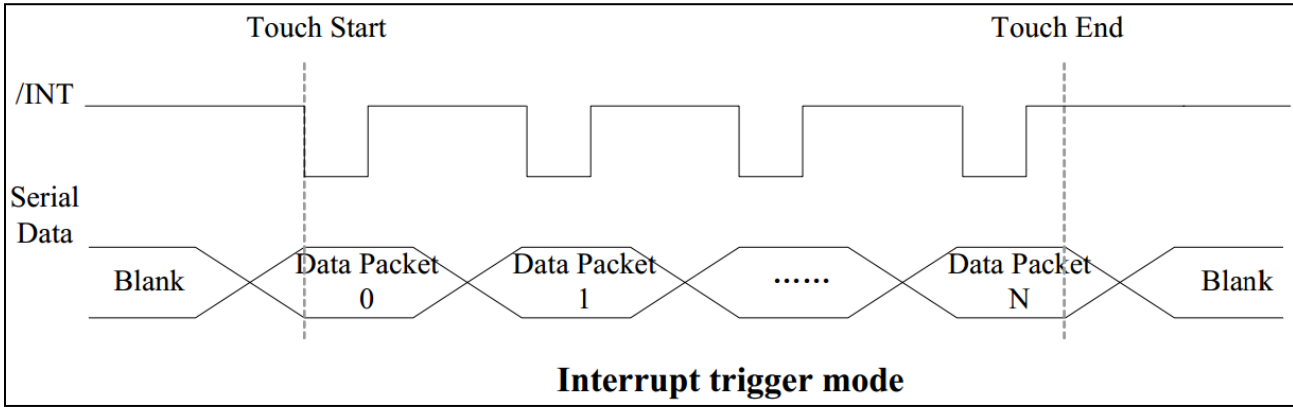 Touch Start
Touch End
/INT
Serial
Data
Blank
Data Packet
0
Data Packet
1
......
Data Packet
N
Blank
Interrupt trigger mode